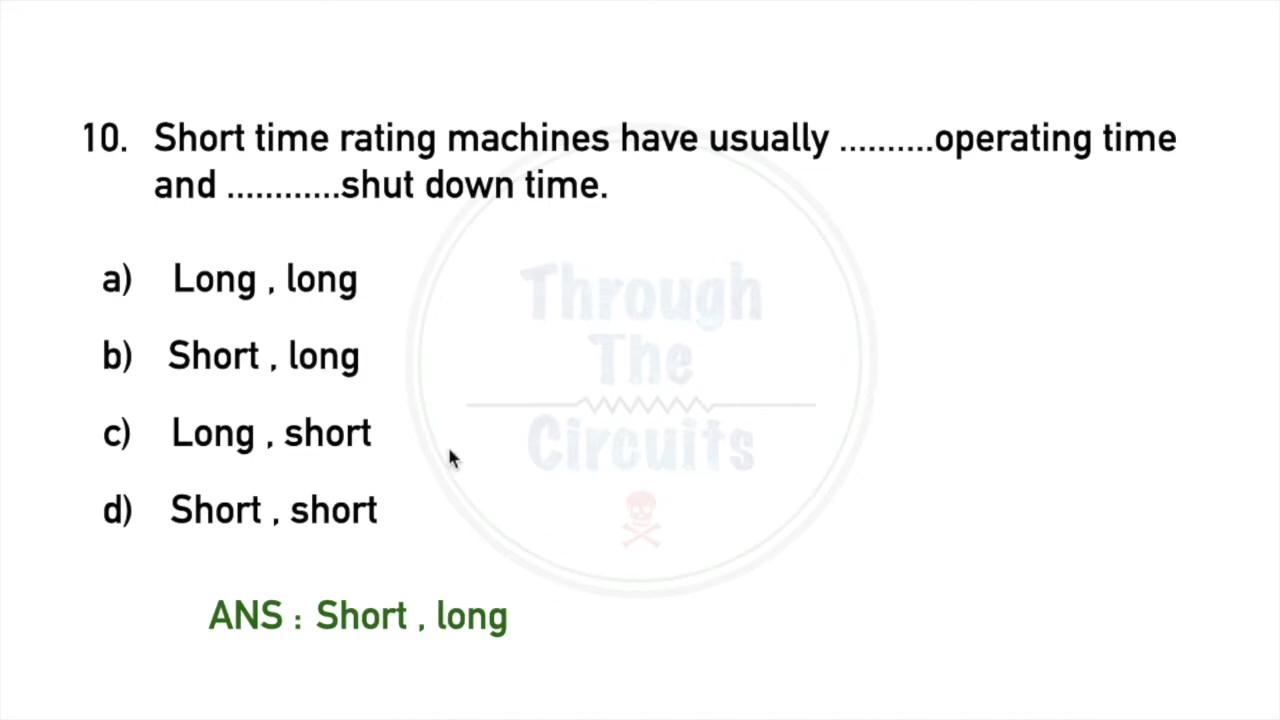 10. Short time rating machines have usually ..........operating time
and ............shut down time.
a) Long , long
b) Short , long
c) Long , short
d) Short , short
Through
The
Circuits
ANS : Short , long